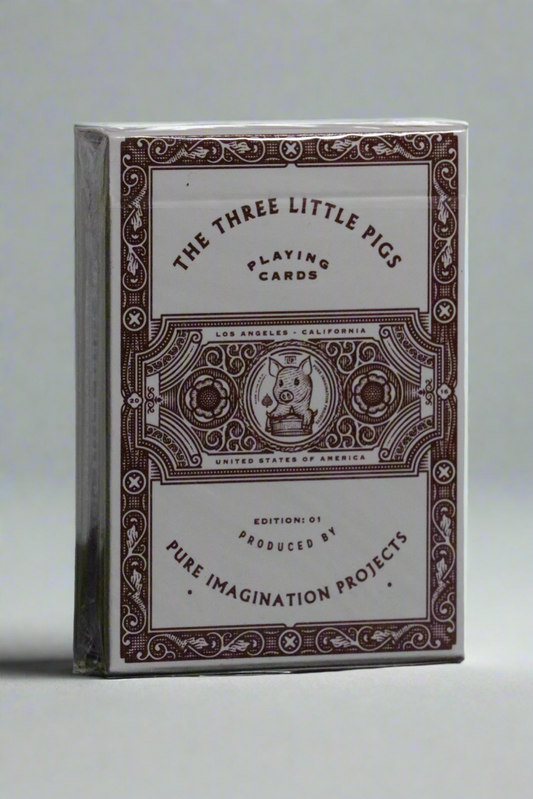 THE THREE LITTLE PIGS
PLAYING
CARDS
LOS ANGELES - CALIFORNIA
20
16
UNITED STATES OF AMERICA
EDITION: 01
PRODUCED BY
PURE IMAGINATION PROJECTS